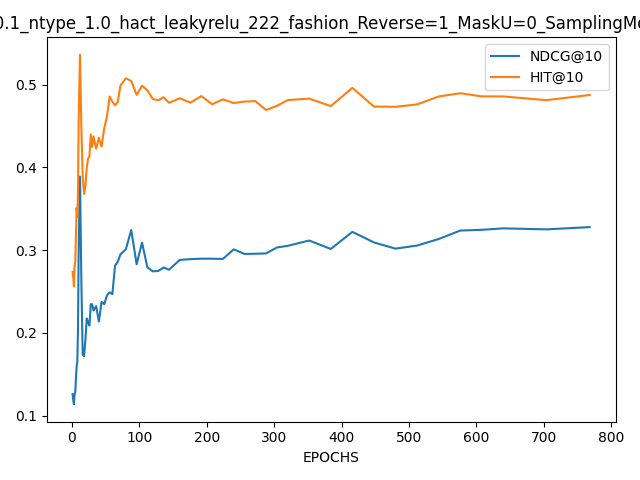 0.1_ntype_1.0_hact_leakyrelu_222_fashion_Reverse=1_MaskU=0_SamplingMo
NDCG@10
HIT@10
0.5
0.4
0.3
0.2
0.1
0 100 200 300 400 500 600 700 800
EPOCHS